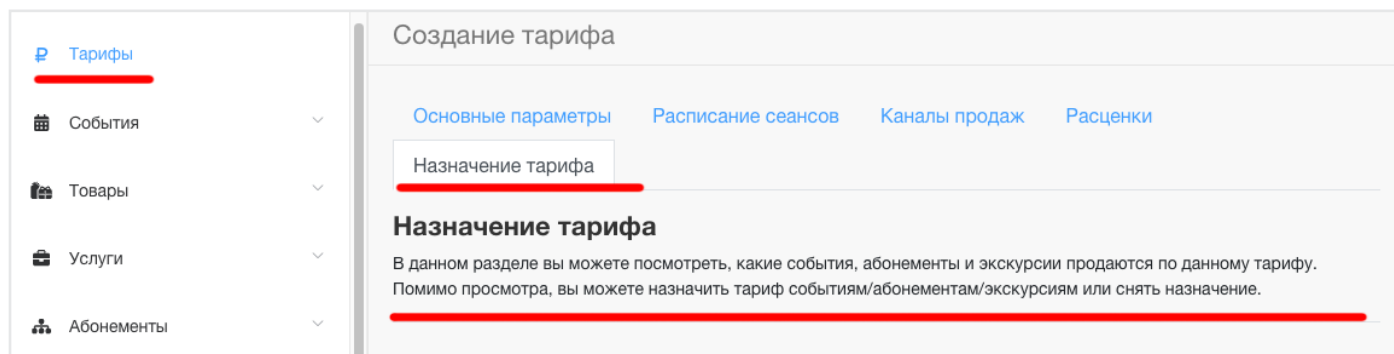 Тарифы
События
Товары
Услуги
Абонементы
Создание тарифа
Основные параметры Расписание сеансов Каналы продаж Расценки
Назначение тарифа
Назначение тарифа
В данном разделе вы можете посмотреть, какие события, абонементы и экскурсии продаются по данному тарифу.
Помимо просмотра, вы можете назначить тариф событиям/абонементам/экскурсиям или снять назначение.